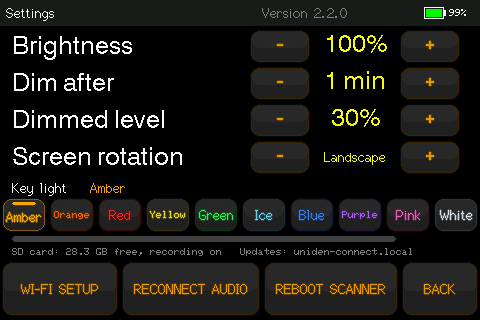 Settings Version 2.2.0 99%
Brightness - 100% +
Dim after - 1 min +
Dimmed level - 30% +
Screen rotation - Landscape +
Key light Amber
Amber Orange Red Yellow Green Ice Blue Purple Pink White
SD card: 28.3 GB free, recording on Updates: uniden-connect.local
WI-FI SETUP RECONNECT AUDIO REBOOT SCANNER BACK